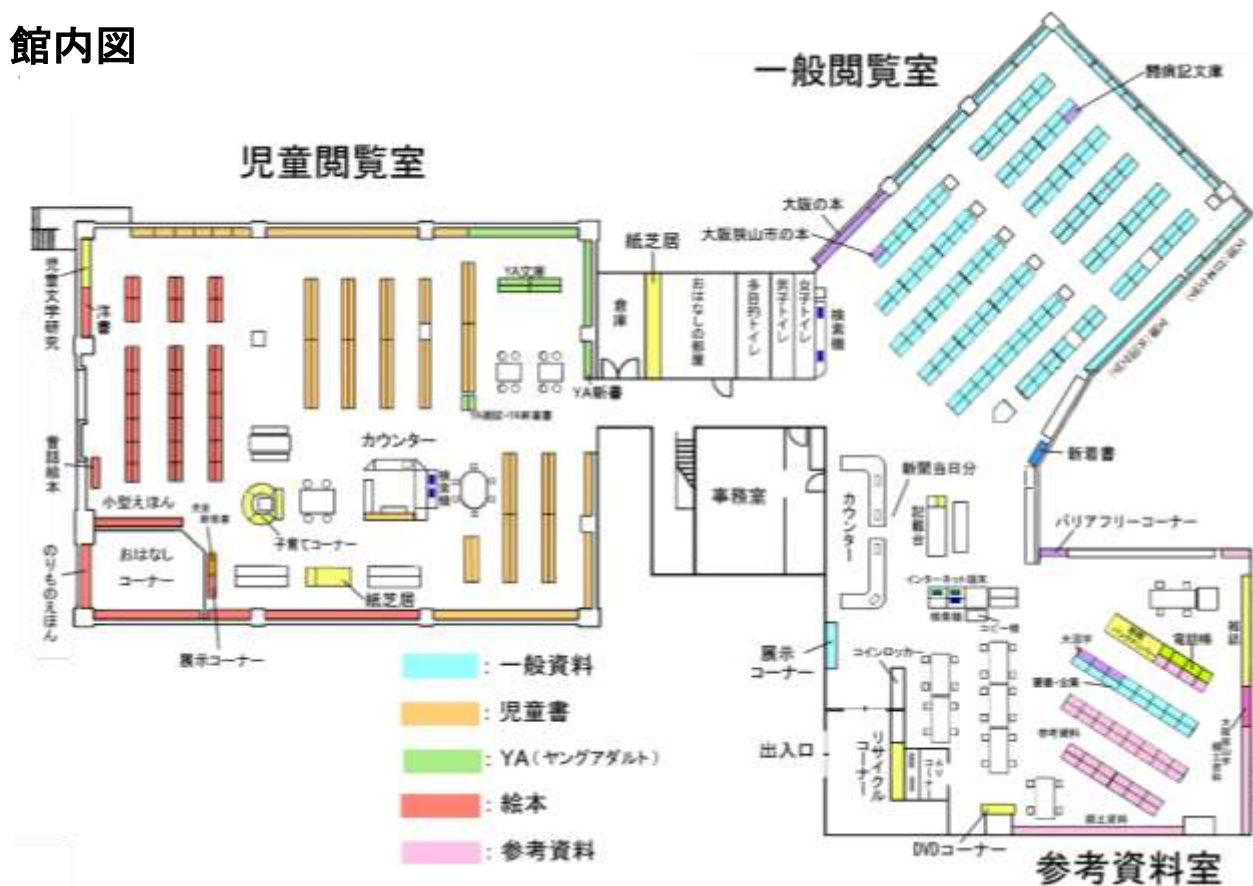 館内図
一般閲覧室
闘病記文庫
児童閲覧室
大阪の本
大阪狭山市の本
紙芝居
児童文学研究
洋書
YA文庫
倉庫
おはなしの部屋
多目的トイレ
男子トイレ
女子トイレ
検索機
YA新書
昔話絵本
カウンター
検索機
新着書
新聞当日分
事務室
カウンター
記載台
バリアフリーコーナー
小型えほん
子育てコーナー
おはなし
コーナー
のりものえほん
紙芝居
展示コーナー
インターネット端末
検索機
コピー機
雑誌
電話帳
展示
コーナー
コインロッカー
参考資料
出入口
リサイクル
コーナー
郷土資料
DVDコーナー
参考資料室
:一般資料
:児童書
:YA(ヤングアダルト)
:絵本
:参考資料